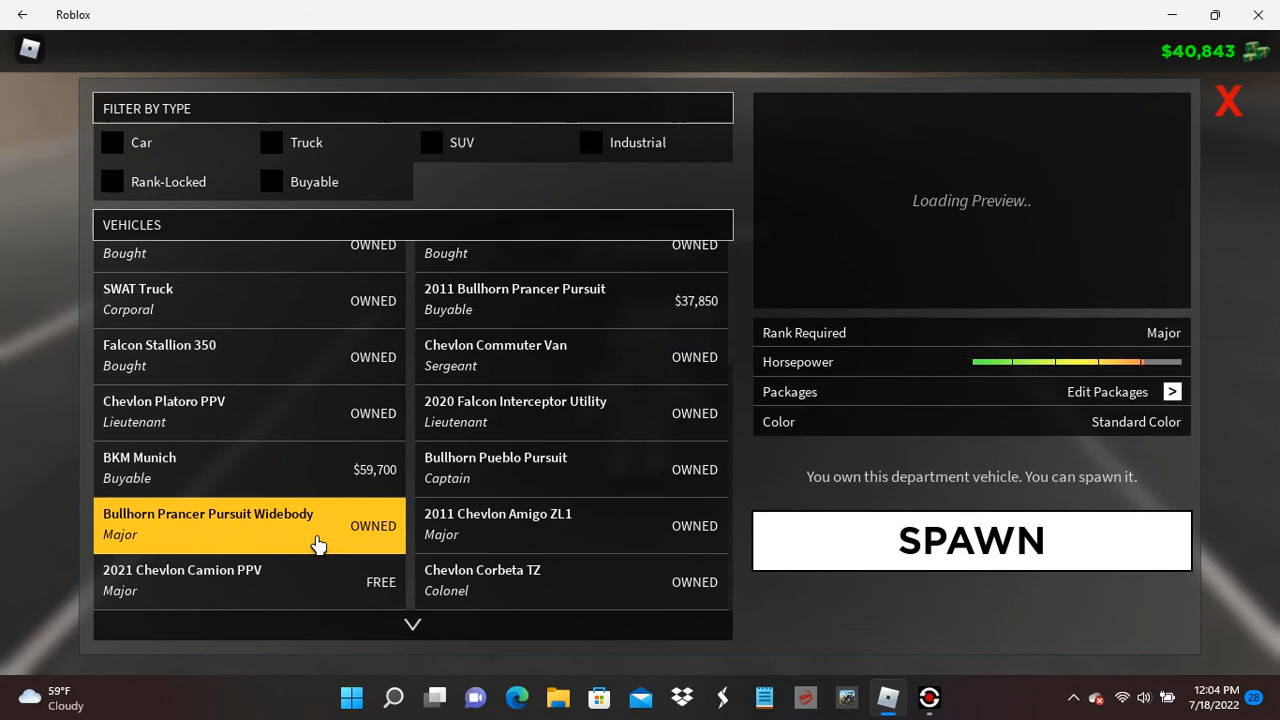 Roblox
$40,843
X
FILTER BY TYPE
Car
Truck
SUV
Industrial
Rank-Locked
Buyable
VEHICLES
OWNED
Bought
OWNED
Bought
SWAT Truck
Corporal
OWNED
2011 Bullhorn Prancer Pursuit
Buyable
$37,850
Falcon Stallion 350
Bought
OWNED
Chevlon Commuter Van
Sergeant
OWNED
Chevlon Platoro PPV
Lieutenant
OWNED
2020 Falcon Interceptor Utility
Lieutenant
OWNED
BKM Munich
Buyable
$59,700
Bullhorn Pueblo Pursuit
Captain
OWNED
Bullhorn Prancer Pursuit Widebody
Major
OWNED
2011 Chevlon Amigo ZL1
Major
OWNED
2021 Chevlon Camion PPV
Major
FREE
Chevlon Corbeta TZ
Colonel
OWNED
Loading Preview..
Rank Required Major
Horsepower
Packages Edit Packages >
Color Standard Color
You own this department vehicle. You can spawn it.
SPAWN
59°F
Cloudy
12:04 PM
7/18/2022
28